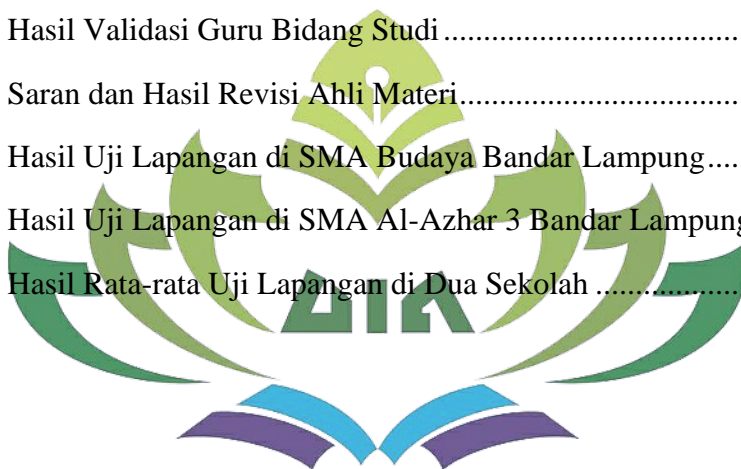 Hasil Validasi Guru Bidang Studi ...................................
Saran dan Hasil Revisi Ahli Materi.................................
Hasil Uji Lapangan di SMA Budaya Bandar Lampung....
Hasil Uji Lapangan di SMA Al-Azhar 3 Bandar Lampung
Hasil Rata-rata Uji Lapangan di Dua Sekolah .................